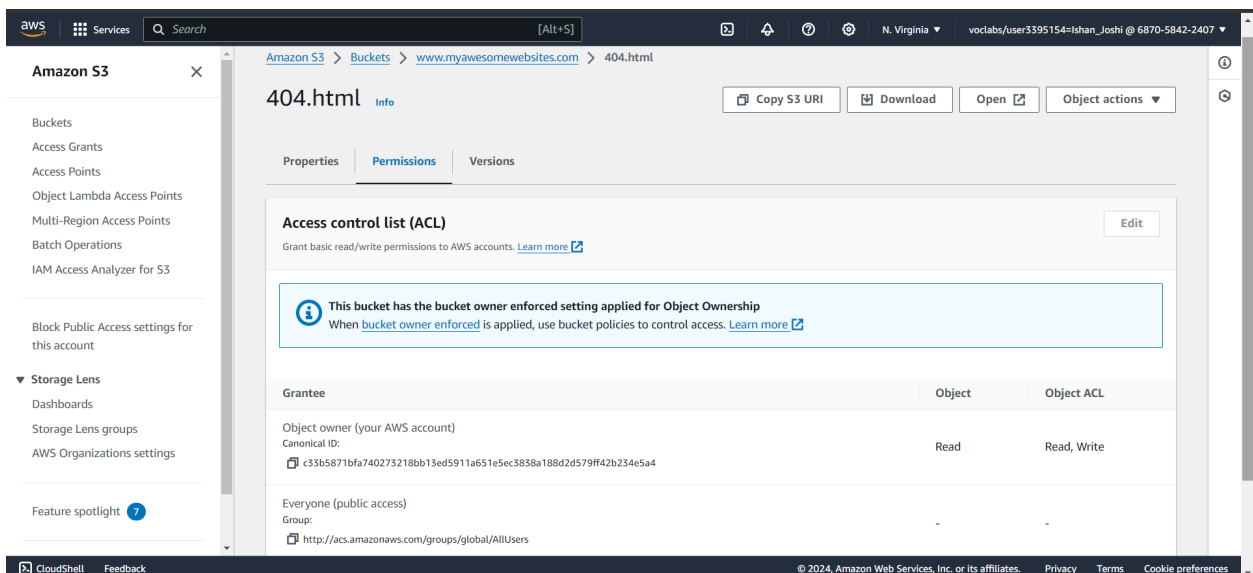 aws Services Search [Alt+S] N. Virginia voclabs/user3395154=Ishan_Joshi @ 6870-5842-2407
Amazon S3
Buckets
Access Grants
Access Points
Object Lambda Access Points
Multi-Region Access Points
Batch Operations
IAM Access Analyzer for S3
Block Public Access settings for
this account
Storage Lens
Dashboards
Storage Lens groups
AWS Organizations settings
Feature spotlight 7
Amazon S3 > Buckets > www.myawesomewebsites.com > 404.html
404.html Info
Copy S3 URI Download Open Object actions
Properties Permissions Versions
Access control list (ACL) Edit
Grant basic read/write permissions to AWS accounts. Learn more
This bucket has the bucket owner enforced setting applied for Object Ownership
When bucket owner enforced is applied, use bucket policies to control access. Learn more
Grantee Object Object ACL
Object owner (your AWS account)
Canonical ID:
c33b5871bfa740273218bb13ed5911a651e5ec3838a188d2d579ff42b234e5a4
Read Read, Write
Everyone (public access)
Group:
http://acs.amazonaws.com/groups/global/AllUsers
- -
CloudShell Feedback © 2024, Amazon Web Services, Inc. or its affiliates. Privacy Terms Cookie preferences